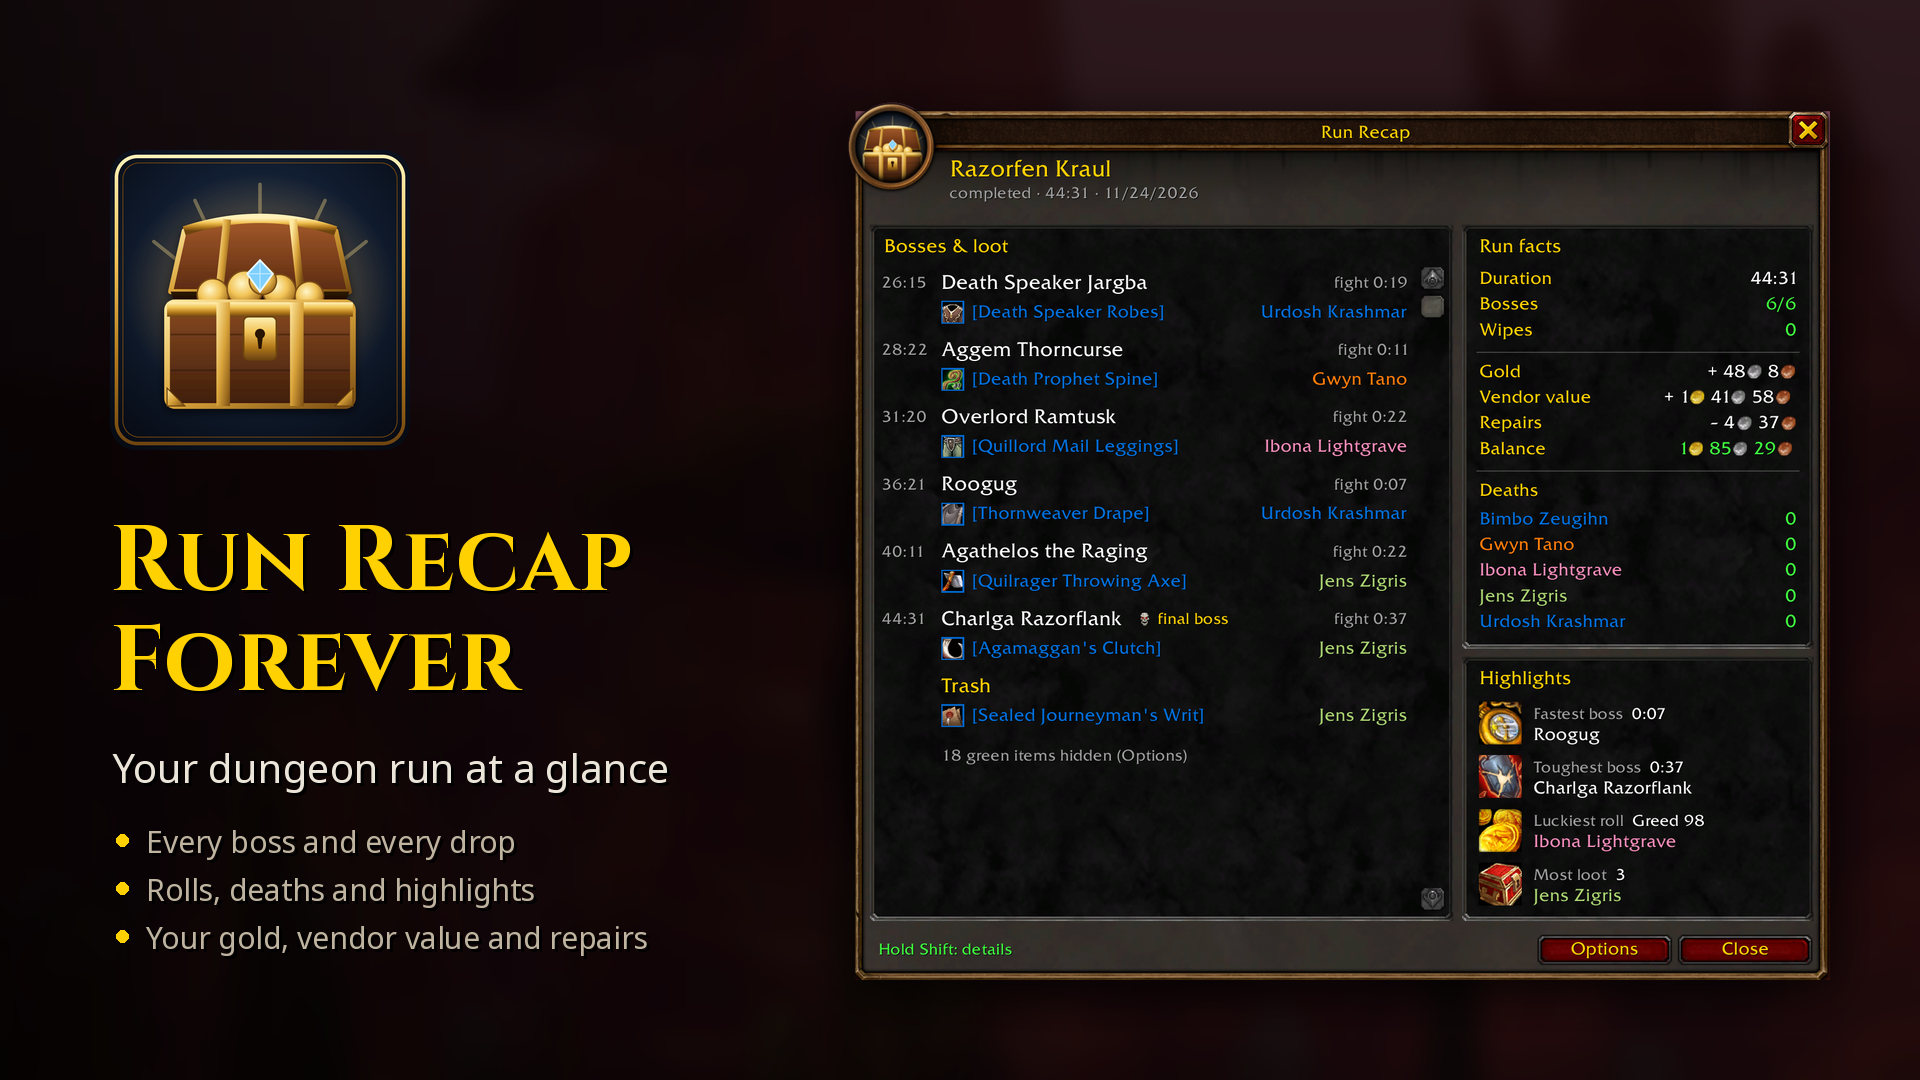 Run Recap
Forever
Your dungeon run at a glance
Every boss and every drop
Rolls, deaths and highlights
Your gold, vendor value and repairs
Run Recap
Razorfen Kraul
completed · 44:31 · 11/24/2026
Bosses & loot
26:15 Death Speaker Jargba fight 0:19
[Death Speaker Robes] Urdosh Krashmar
28:22 Aggem Thorncurse fight 0:11
[Death Prophet Spine] Gwyn Tano
31:20 Overlord Ramtusk fight 0:22
[Quillord Mail Leggings] Ibona Lightgrave
36:21 Roogug fight 0:07
[Thornweaver Drape] Urdosh Krashmar
40:11 Agathelos the Raging fight 0:22
[Quilrager Throwing Axe] Jens Zigris
44:31 Charlga Razorflank final boss fight 0:37
[Agamaggan's Clutch] Jens Zigris
Trash
[Sealed Journeyman's Writ] Jens Zigris
18 green items hidden (Options)
Hold Shift: details
Run facts
Duration 44:31
Bosses 6/6
Wipes 0
Gold + 48 8
Vendor value + 1 41 58
Repairs - 4 37
Balance 1 85 29
Deaths
Bimbo Zeugihn 0
Gwyn Tano 0
Ibona Lightgrave 0
Jens Zigris 0
Urdosh Krashmar 0
Highlights
Fastest boss 0:07
Roogug
Toughest boss 0:37
Charlga Razorflank
Luckiest roll Greed 98
Ibona Lightgrave
Most loot 3
Jens Zigris
Options Close